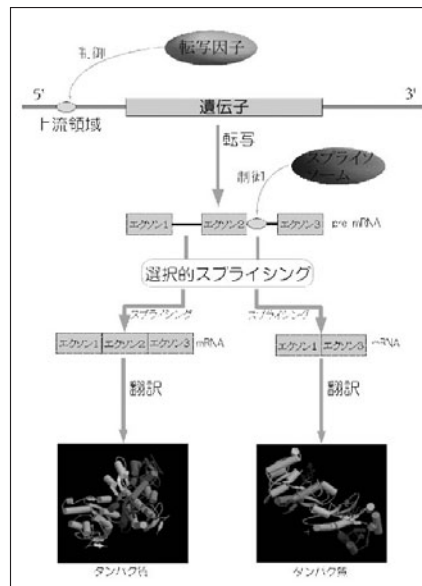 転写因子
制御
5'
3'
遺伝子
上流領域
転写
スプライソ
ソーム
制御
エクソン1
エクソン2
エクソン3
pre mRNA
選択的スプライシング
スプライシング
スプライシング
エクソン1
エクソン2
エクソン3
mRNA
エクソン1
エクソン3
mRNA
翻訳
翻訳
タンパク質
タンパク質